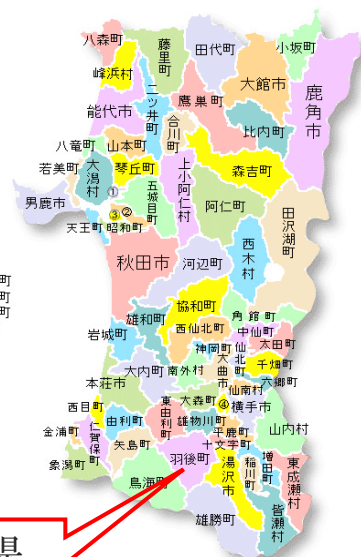 八森町
藤里町
田代町
小坂町
峰浜村
大館市
鹿角市
能代市
二ツ井町
鷹巣町
合川町
比内町
八竜町
山本町
若美町
大潟村
琴丘町
上小阿仁村
森吉町
①
男鹿市
五城目町
阿仁町
田沢湖町
③
②
天王町
昭和町
西木村
秋田市
河辺町
町
町
町
協和町
雄和町
角館町
岩城町
西仙北町
中仙町
神岡町
仙北町
太田町
大内町
南外村
大曲市
千畑町
本荘市
六郷町
仙南村
西目町
大森町
④
横手市
東由利町
山内村
由利町
雄物川町
平鹿町
金浦町
仁賀保町
矢島町
十文字町
増田町
羽後町
稲川町
象潟町
湯沢市
東成瀬村
鳥海町
皆瀬村
雄勝町
県